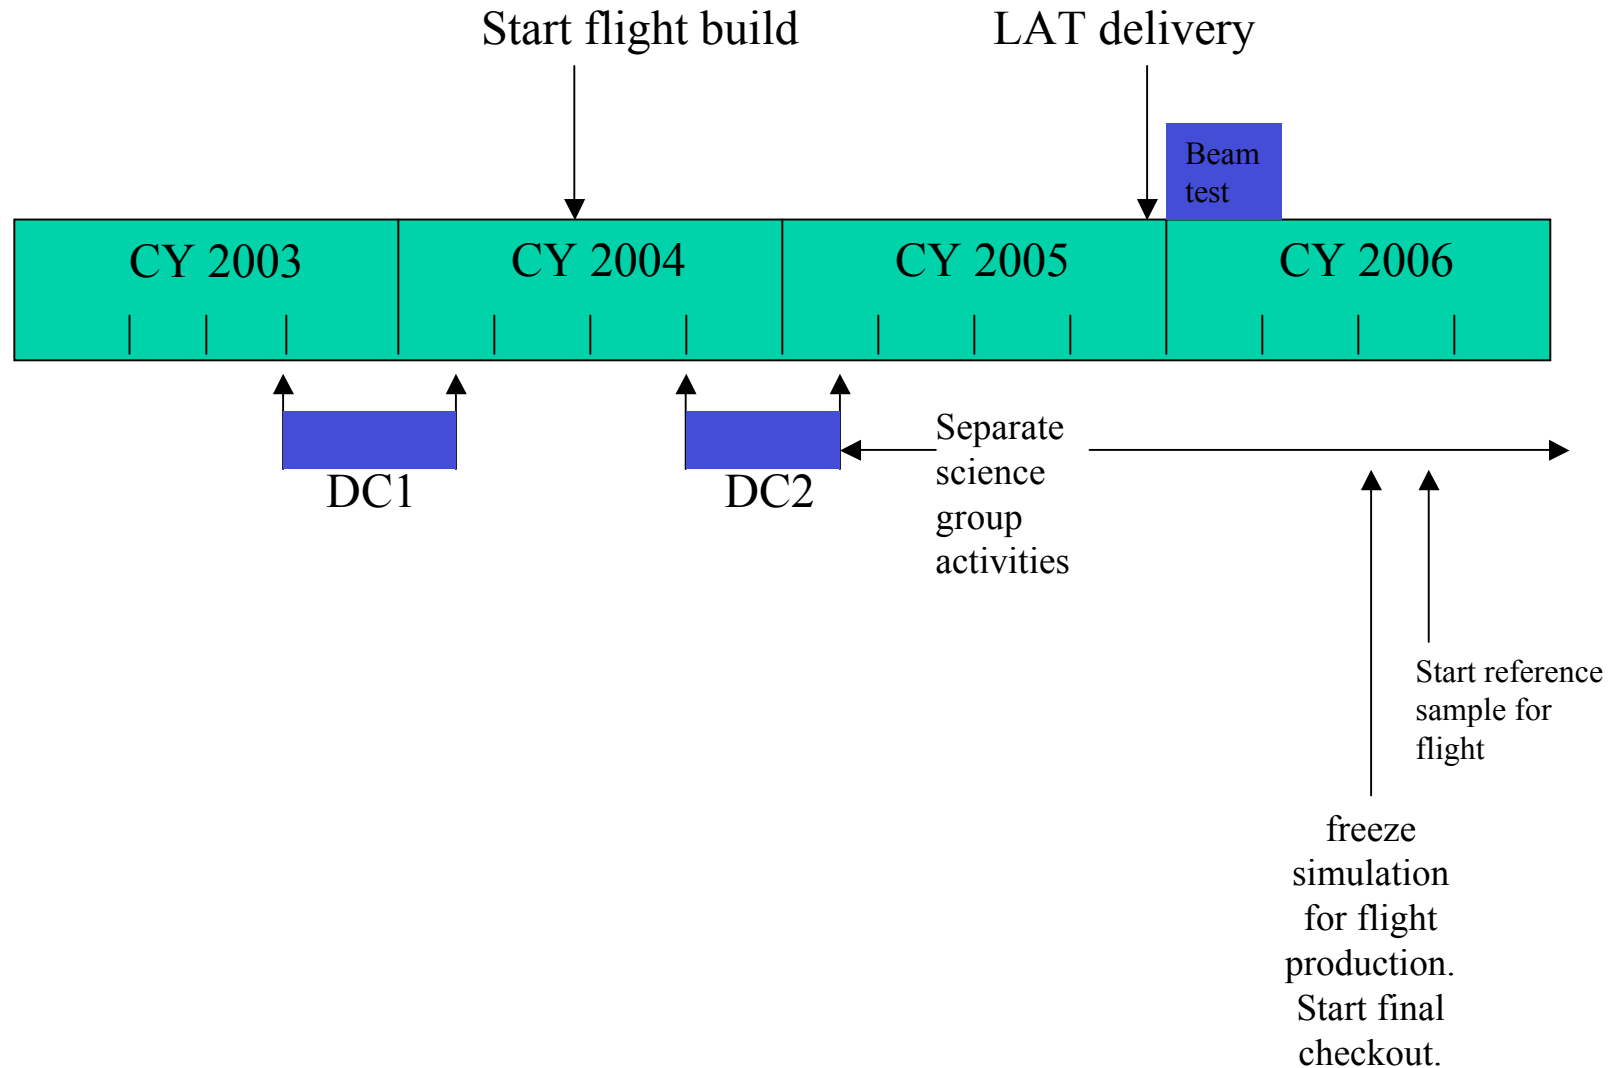 Start flight build
LAT delivery
Beam
test
CY 2003
CY 2004
CY 2005
CY 2006
DC1
DC2
Separate
science
group
activities
Start reference
sample for
flight
freeze
simulation
for flight
production.
Start final
checkout.